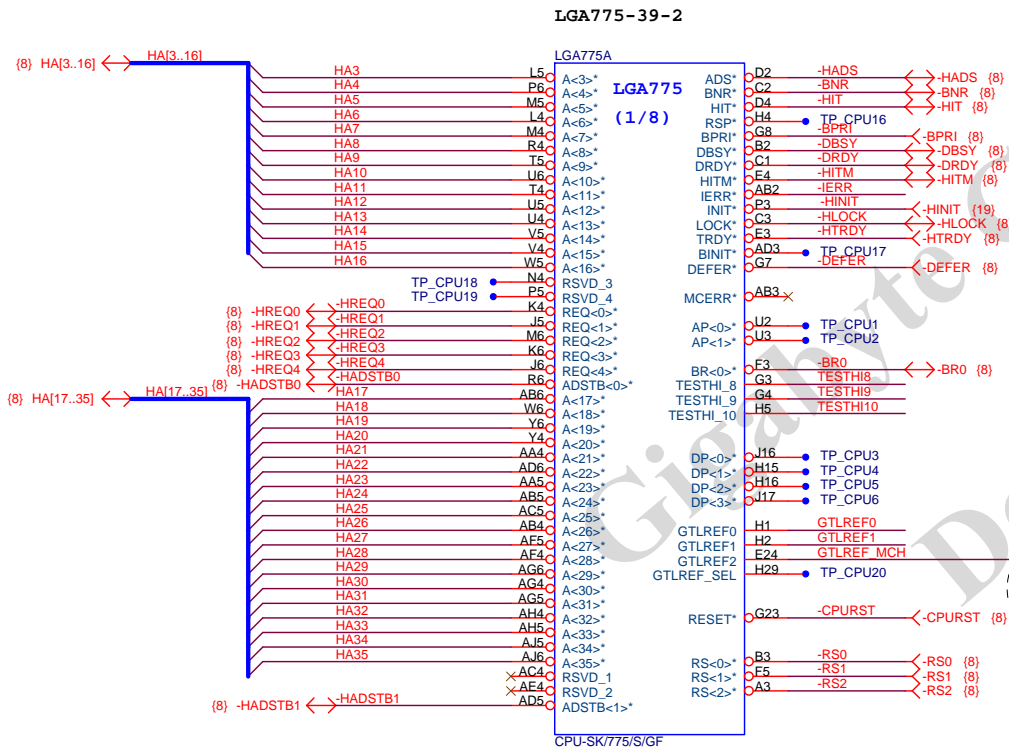 LGA775-39-2
LGA775A
LGA775
(1/8)
{8} HA[3..16] HA[3..16]
HA3 L5 A<3>* ADS* D2 -HADS -HADS {8}
HA4 P6 A<4>* BNR* C2 -BNR -BNR {8}
HA5 M5 A<5>* HIT* D4 -HIT -HIT {8}
HA6 L4 A<6>* RSP* H4 TP_CPU16
HA7 M4 A<7>* BPRI* G8 -BPRI -BPRI {8}
HA8 R4 A<8>* DBSY* B2 -DBSY -DBSY {8}
HA9 T5 A<9>* DRDY* C1 -DRDY -DRDY {8}
HA10 U6 A<10>* HITM* E4 -HITM -HITM {8}
HA11 T4 A<11>* IERR* AB2 -IERR
HA12 U5 A<12>* INIT* P3 -HINIT -HINIT {19}
HA13 U4 A<13>* LOCK* C3 -HLOCK -HLOCK {8
HA14 V5 A<14>* TRDY* E3 -HTRDY -HTRDY {8}
HA15 V4 A<15>* BINIT* AD3 TP_CPU17
HA16 W5 A<16>* DEFER* G7 -DEFER -DEFER {8}
TP_CPU18 N4 RSVD_3
TP_CPU19 P5 RSVD_4 MCERR* AB3
{8} -HREQ0 -HREQ0 K4 REQ<0>*
{8} -HREQ1 -HREQ1 J5 REQ<1>* AP<0>* U2 TP_CPU1
{8} -HREQ2 -HREQ2 M6 REQ<2>* AP<1>* U3 TP_CPU2
{8} -HREQ3 -HREQ3 K6 REQ<3>*
{8} -HREQ4 -HREQ4 J6 REQ<4>* BR<0>* F3 -BR0 -BR0 {8}
{8} -HADSTB0 -HADSTB0 R6 ADSTB<0>* TESTHI_8 G3 TESTHI8
{8} HA[17..35] HA[17..35]
HA17 AB6 A<17>* TESTHI_9 G4 TESTHI9
HA18 W6 A<18>* TESTHI_10 H5 TESTHI10
HA19 Y6 A<19>*
HA20 Y4 A<20>*
HA21 AA4 A<21>* DP<0>* J16 TP_CPU3
HA22 AD6 A<22>* DP<1>* H15 TP_CPU4
HA23 AA5 A<23>* DP<2>* H16 TP_CPU5
HA24 AB5 A<24>* DP<3>* J17 TP_CPU6
HA25 AC5 A<25>*
HA26 AB4 A<26>* GTLREF0 H1 GTLREF0
HA27 AF5 A<27>* GTLREF1 H2 GTLREF1
HA28 AF4 A<28>* GTLREF2 E24 GTLREF_MCH
HA29 AG6 A<29>* GTLREF_SEL H29 TP_CPU20
HA30 AG4 A<30>*
HA31 AG5 A<31>*
HA32 AH4 A<32>* RESET* G23 -CPURST -CPURST {8}
HA33 AH5 A<33>*
HA34 AJ5 A<34>*
HA35 AJ6 A<35>* RS<0>* B3 -RS0 -RS0 {8}
AC4 RSVD_1 RS<1>* F5 -RS1 -RS1 {8}
AE4 RSVD_2 RS<2>* A3 -RS2 -RS2 {8}
{8} -HADSTB1 -HADSTB1 AD5 ADSTB<1>*
CPU-SK/775/S/GF
Gigabyte